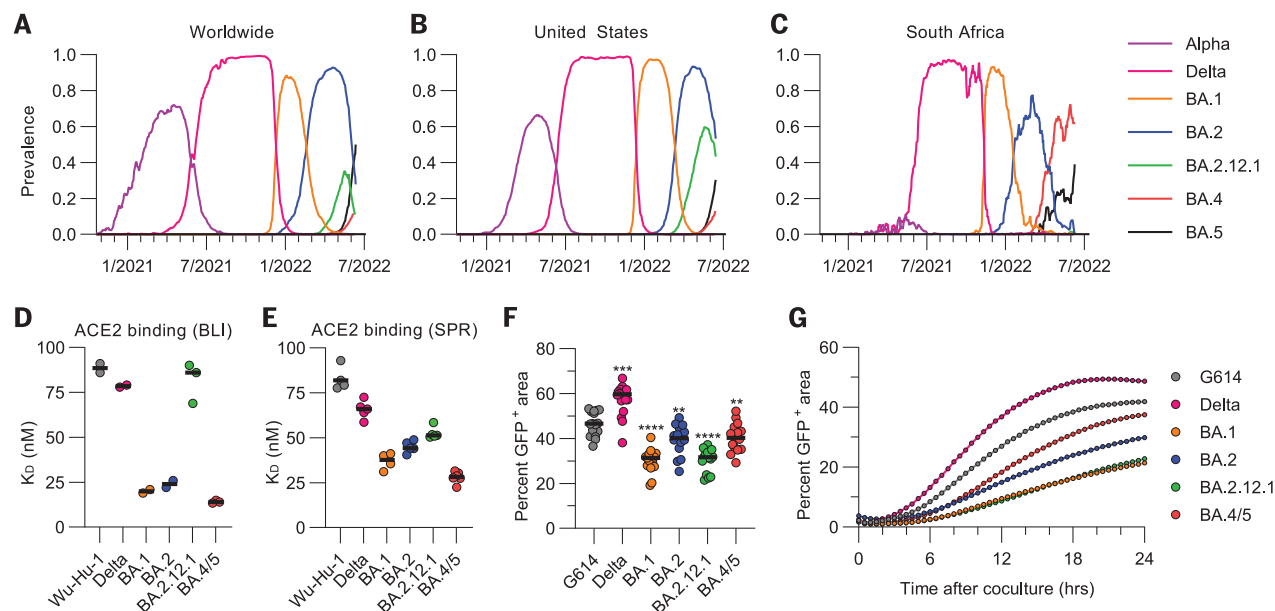 A
Worldwide
Prevalence
1.0
0.8
0.6
0.4
0.2
0.0
1/2021
7/2021
1/2022
7/2022
B
United States
1.0
0.8
0.6
0.4
0.2
0.0
1/2021
7/2021
1/2022
7/2022
C
South Africa
1.0
0.8
0.6
0.4
0.2
0.0
1/2021
7/2021
1/2022
7/2022
Alpha
Delta
BA.1
BA.2
BA.2.12.1
BA.4
BA.5
D
ACE2 binding (BLI)
KD (nM)
100
75
50
25
0
Wu-Hu-1
Delta
BA.1
BA.2
BA.2.12.1
BA.4/5
E
ACE2 binding (SPR)
KD (nM)
100
75
50
25
0
Wu-Hu-1
Delta
BA.1
BA.2
BA.2.12.1
BA.4/5
F
Percent GFP+ area
80
60
40
20
0
***
****
**
****
**
G614
Delta
BA.1
BA.2
BA.2.12.1
BA.4/5
G
Percent GFP+ area
60
40
20
0
0
6
12
18
24
Time after coculture (hrs)
G614
Delta
BA.1
BA.2
BA.2.12.1
BA.4/5